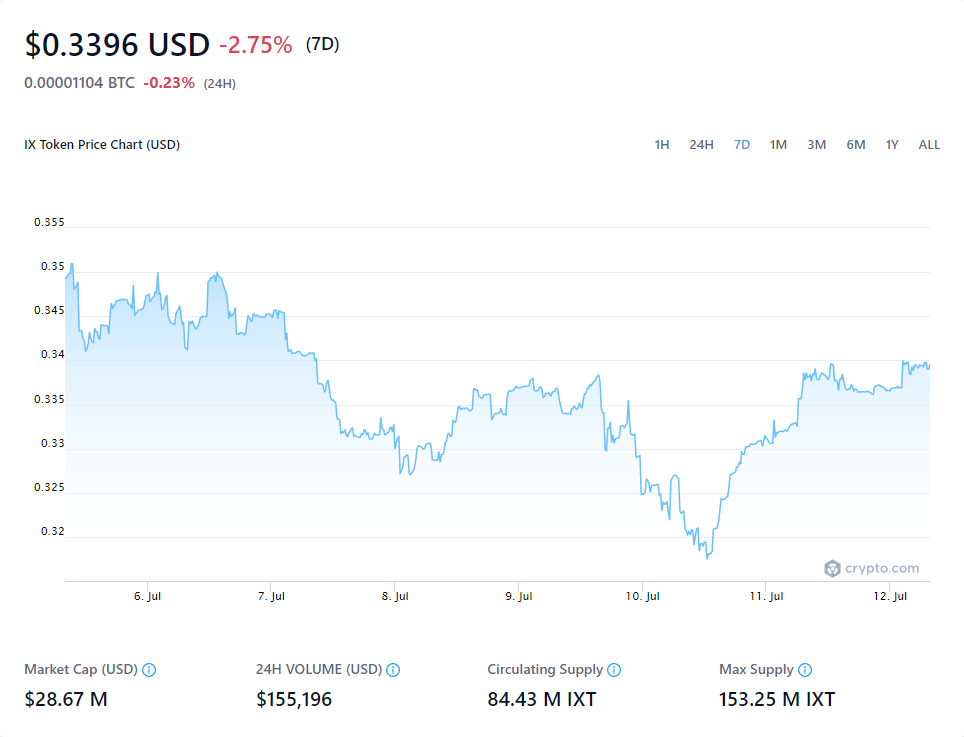 $0.3396 USD -2.75% (7D)
0.00001104 BTC -0.23% (24H)
IX Token Price Chart (USD) 1H 24H 7D 1M 3M 6M 1Y ALL
0.355
0.35
0.345
0.34
0.335
0.33
0.325
0.32
crypto.com
6. Jul 7. Jul 8. Jul 9. Jul 10. Jul 11. Jul 12. Jul
Market Cap (USD) 24H VOLUME (USD) Circulating Supply Max Supply
$28.67 M $155,196 84.43 M IXT 153.25 M IXT